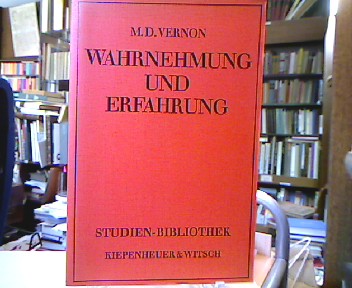 M.D. VERNON
WAHRNEHMUNG
UND
ERFAHRUNG
STUDIEN-BIBLIOTHEK
KIEPENHEUER & WITSCH